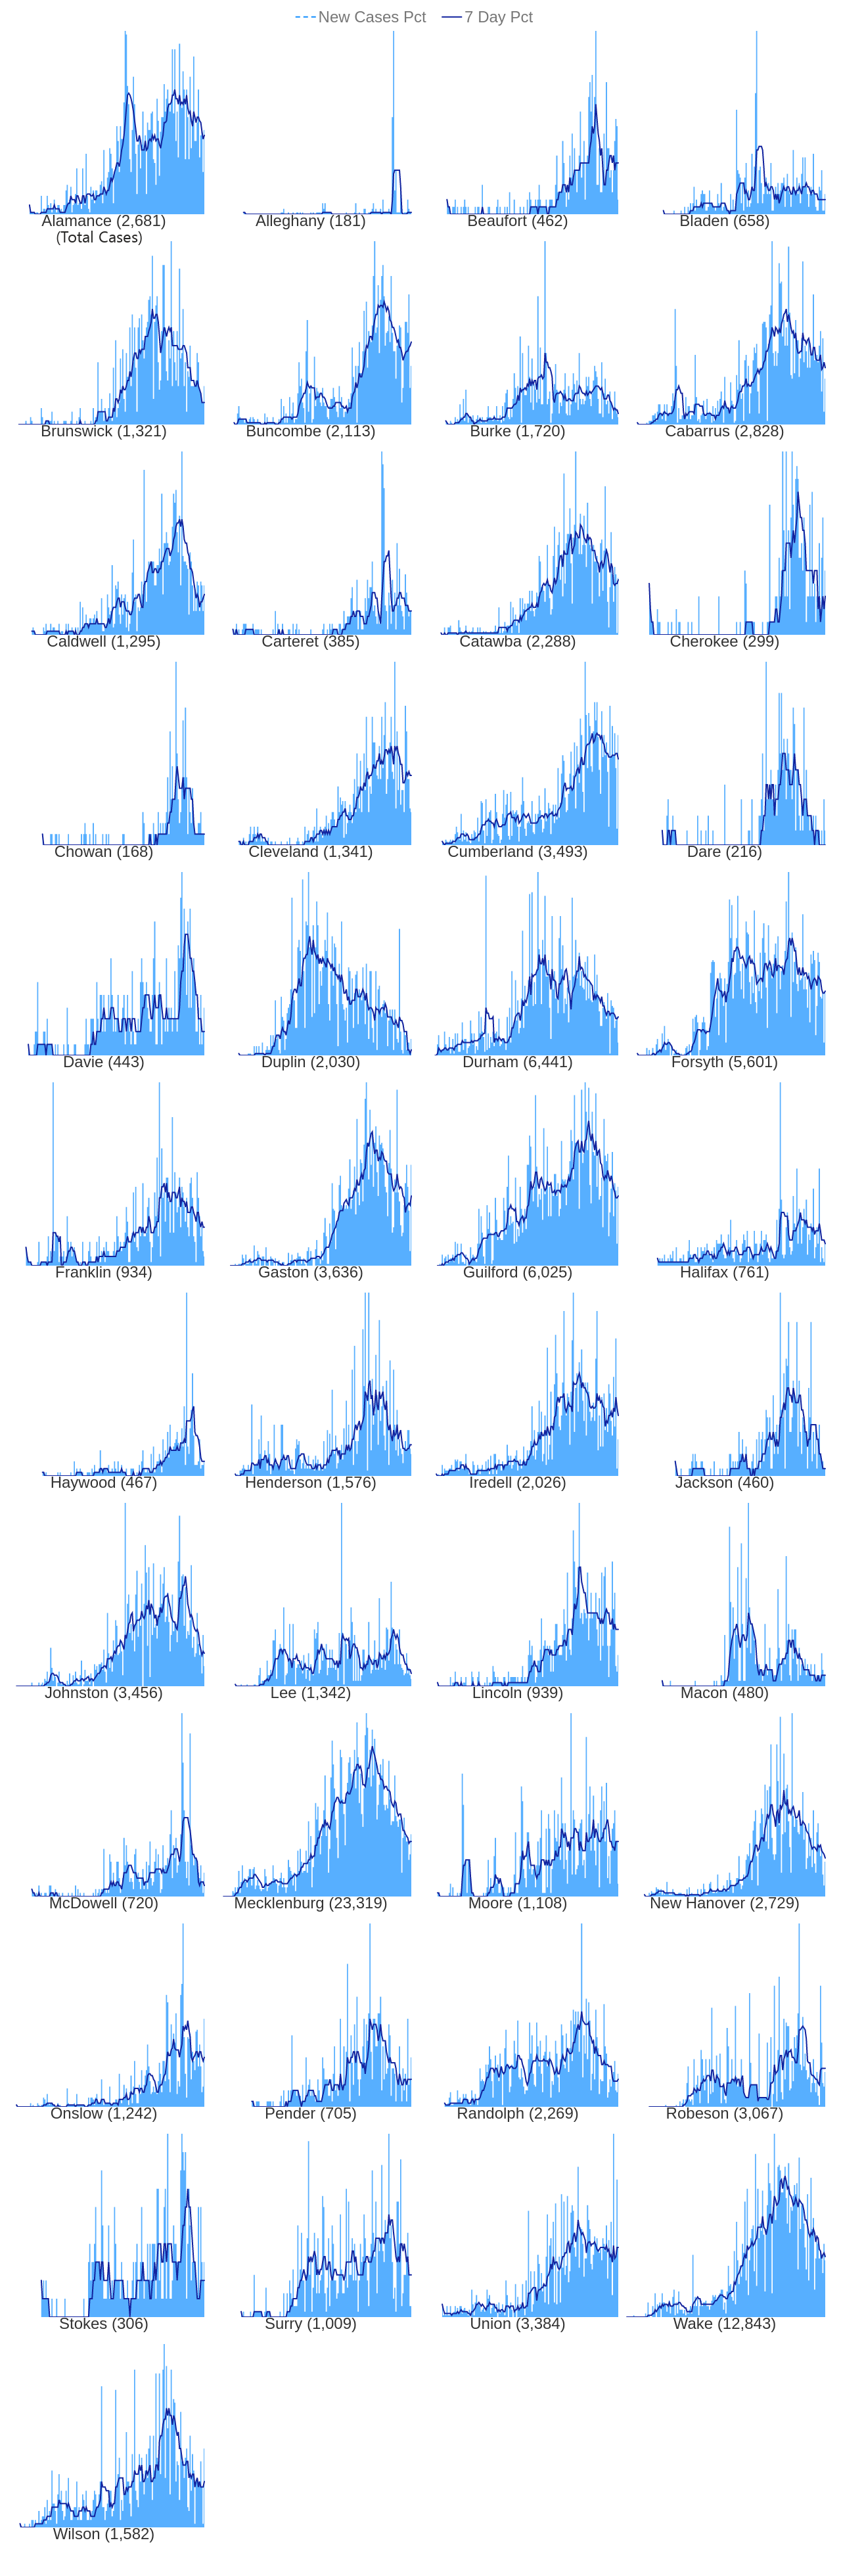 New Cases Pct 7 Day Pct
Alamance (2,681) Alleghany (181) Beaufort (462) Bladen (658)
(Total Cases)
Brunswick (1,321) Buncombe (2,113) Burke (1,720) Cabarrus (2,828)
Caldwell (1,295) Carteret (385) Catawba (2,288) Cherokee (299)
Chowan (168) Cleveland (1,341) Cumberland (3,493) Dare (216)
Davie (443) Duplin (2,030) Durham (6,441) Forsyth (5,601)
Franklin (934) Gaston (3,636) Guilford (6,025) Halifax (761)
Haywood (467) Henderson (1,576) Iredell (2,026) Jackson (460)
Johnston (3,456) Lee (1,342) Lincoln (939) Macon (480)
McDowell (720) Mecklenburg (23,319) Moore (1,108) New Hanover (2,729)
Onslow (1,242) Pender (705) Randolph (2,269) Robeson (3,067)
Stokes (306) Surry (1,009) Union (3,384) Wake (12,843)
Wilson (1,582)